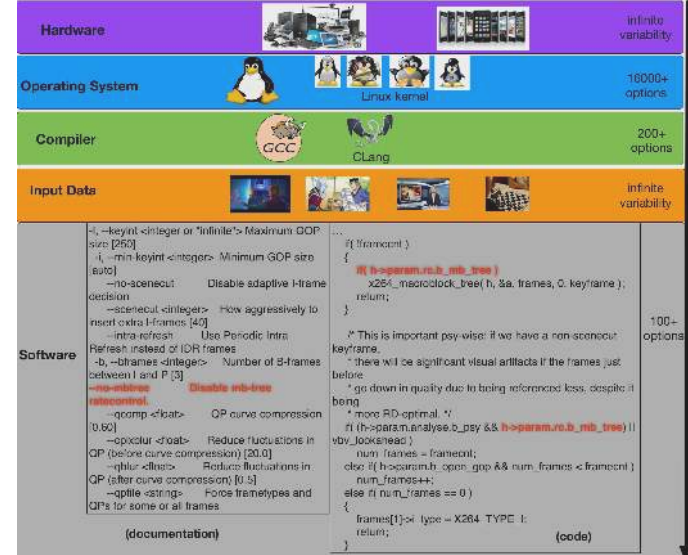 Hardware
infinite
variability
Operating System
Linux kernel
16000+
options
Compiler
GCC
CLang
200+
options
Input Data
infinite
variability
Software
-I, --keyint <integer or "infinite"> Maximum GOP
size [250]
-i, --min-keyint <integer> Minimum GOP size
[auto]
--no-scenecut Disable adaptive I-frame
decision
--scenecut <integer> How aggressively to
insert extra I-frames [40]
--intra-refresh Use Periodic Intra
Refresh instead of IDR frames
-b, --bframes <integer> Number of B-frames
between I and P [3]
--no-mbtree Disable mb-tree
ratecontrol.
--qcomp <float> QP curve compression
[0.60]
--cplxblur <float> Reduce fluctuations in
QP (before curve compression) [20.0]
--qblur <float> Reduce fluctuations in
QP (after curve compression) [0.5]
--qpfile <string> Force frametypes and
QPs for some or all frames
(documentation)
...
if( !framecnt )
{
if( h->param.rc.b_mb_tree )
x264_macroblock_tree( h, &a, frames, 0, keyframe );
return;
}
/* This is important psy-wise: if we have a non-scenecut
keyframe,
* there will be significant visual artifacts if the frames just
before
* go down in quality due to being referenced less, despite it
being
* more RD-optimal. */
if( (h->param.analyse.b_psy && h->param.rc.b_mb_tree) ||
vbv_lookahead )
num_frames = framecnt;
else if( h->param.b_open_gop && num_frames < framecnt )
num_frames++;
else if( num_frames == 0 )
{
frames[1]->i_type = X264_TYPE_I;
return;
}
(code)
100+
options